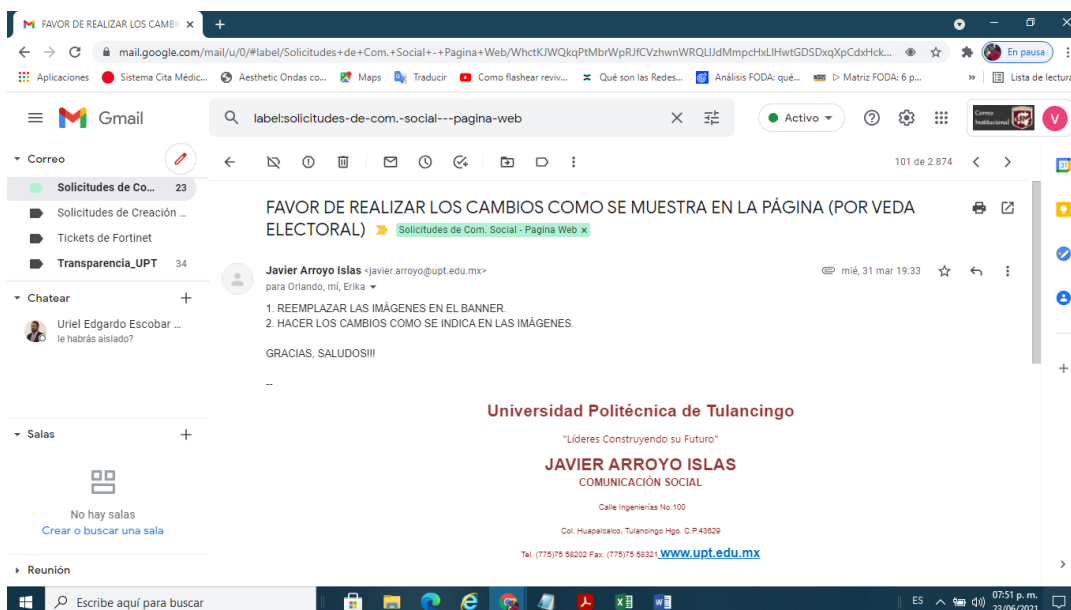 FAVOR DE REALIZAR LOS CAMBI
mail.google.com/mail/u/0/#label/Solicitudes+de+Com.+Social+-+Pagina+Web/WhctKJWQkqPtMbrWpRJfCVzhwnWRQLlJdMmpcHxLlHwtGDSDxqXpCdxHck...
En pausa
Aplicaciones Sistema Cita Médic... Aesthetic Ondas co... Maps Traducir Como flashear reviv... Qué son las Redes... Análisis FODA: qué... ▷ Matriz FODA: 6 p... » Lista de lectura
Gmail
label:solicitudes-de-com.-social---pagina-web
Activo
Correo Institucional
V
Correo
101 de 2.874
Solicitudes de Co... 23
Solicitudes de Creación ...
Tickets de Fortinet
Transparencia_UPT 34
Chatear
Uriel Edgardo Escobar ...
le habrás aislado?
Salas
No hay salas
Crear o buscar una sala
Reunión
FAVOR DE REALIZAR LOS CAMBIOS COMO SE MUESTRA EN LA PÁGINA (POR VEDA
ELECTORAL) Solicitudes de Com. Social - Pagina Web x
Javier Arroyo Islas <javier.arroyo@upt.edu.mx> mié, 31 mar 19:33
para Orlando, mí, Erika
1. REEMPLAZAR LAS IMÁGENES EN EL BANNER.
2. HACER LOS CAMBIOS COMO SE INDICA EN LAS IMÁGENES.
GRACIAS, SALUDOS!!!
--
Universidad Politécnica de Tulancingo
"Líderes Construyendo su Futuro"
JAVIER ARROYO ISLAS
COMUNICACIÓN SOCIAL
Calle Ingenierías No.100
Col. Huapalcalco, Tulancingo Hgo. C.P.43629
Tel. (775)75 58202 Fax. (775)75 58321 www.upt.edu.mx
31
Escribe aquí para buscar
ES
07:51 p. m.
23/06/2021